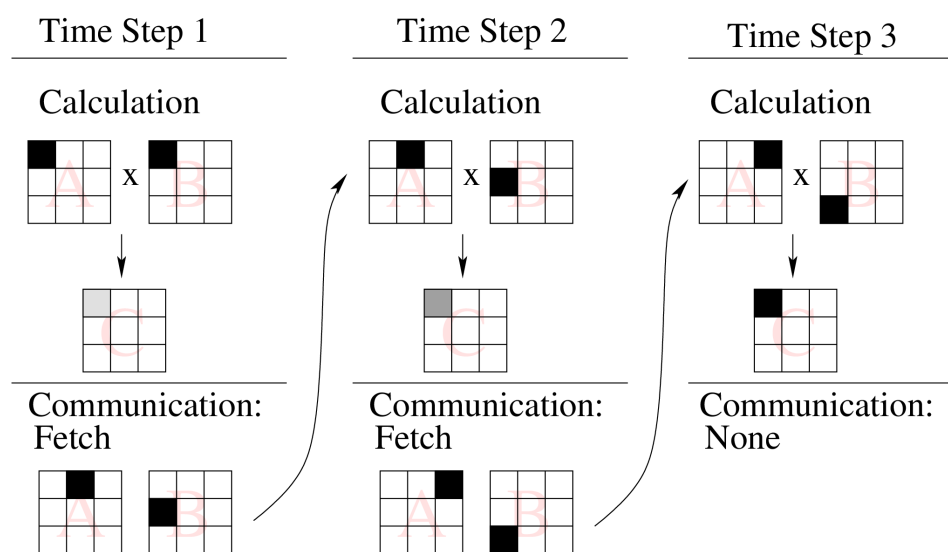 Time Step 1
Calculation
A x B
C
Communication:
Fetch
A B
Time Step 2
Calculation
A x B
C
Communication:
Fetch
A B
Time Step 3
Calculation
A x B
C
Communication:
None